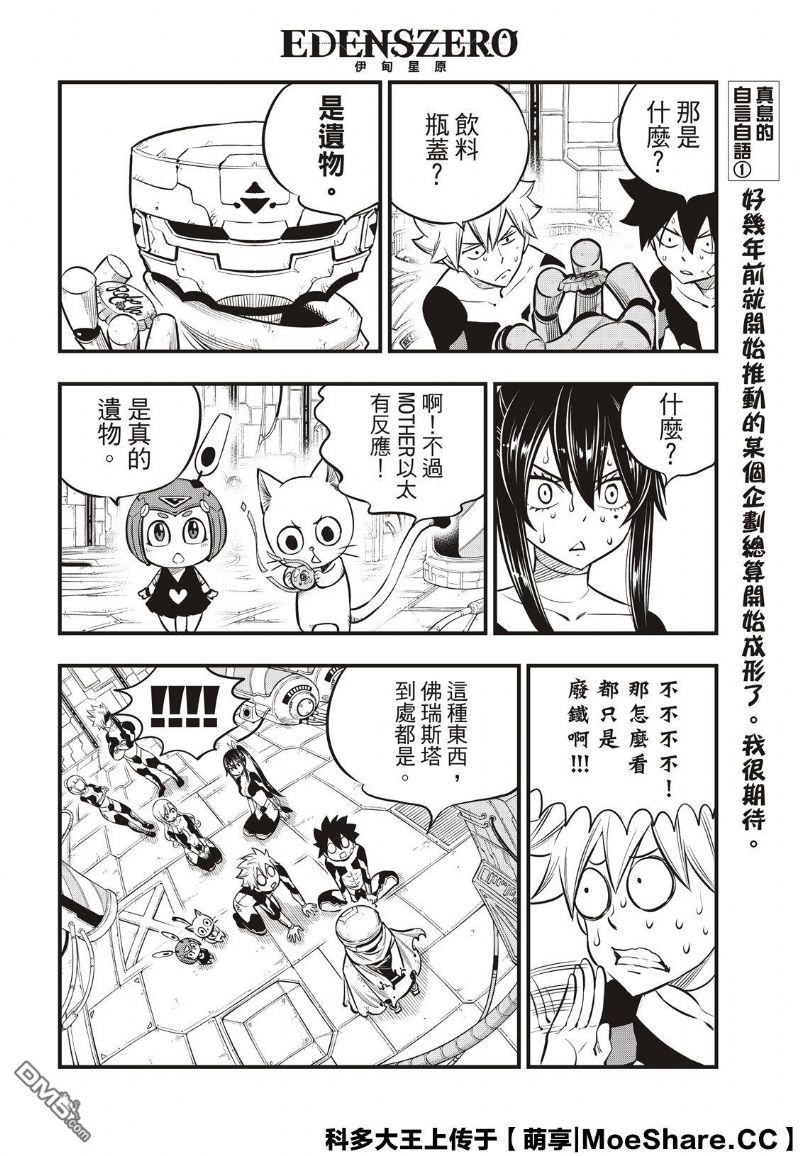 EDENSZERO
伊甸星原
真島的
自言自語①
好幾年前就開始推動的某個企劃總算開始成形了。我很期待。
那是
什麼？
飲料
瓶蓋？
是遺物。
什麼？
啊！不過
MOTHER以太
有反應！
是真的
遺物。
不不不不！
那怎麼看
都只是
廢鐵啊!!!
這種東西，
佛瑞斯塔
到處都是。
!!!!
DM5.com
科多大王上传于【萌享|MoeShare.CC】